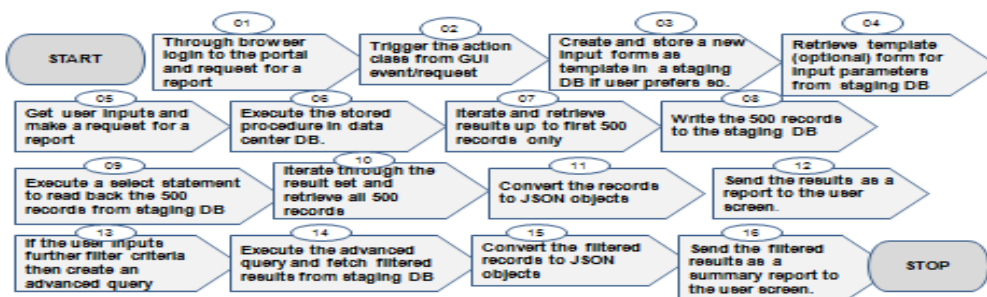 START
01
Through browser
login to the portal
and request for a
report
02
Trigger the action
class from GUI
event/request
03
Create and store a new
input forms as
template in a staging
DB if user prefers so.
04
Retrieve template
(optional) form for
input parameters
from staging DB
05
Get user inputs and
make a request for a
report
06
Execute the stored
procedure in data
center DB.
07
Iterate and retrieve
results up to first 500
records only
08
Write the 500 records
to the staging DB
09
Execute a select statement
to read back the 500
records from staging DB
10
Iterate through the
result set and
retrieve all 500
records
11
Convert the records
to JSON objects
12
Send the results as a
report to the user
screen.
13
If the user inputs
further filter criteria
then create an
advanced query
14
Execute the advanced
query and fetch filtered
results from staging DB
15
Convert the filtered
records to JSON
objects
16
Send the filtered
results as a
summary report to
the user screen.
STOP